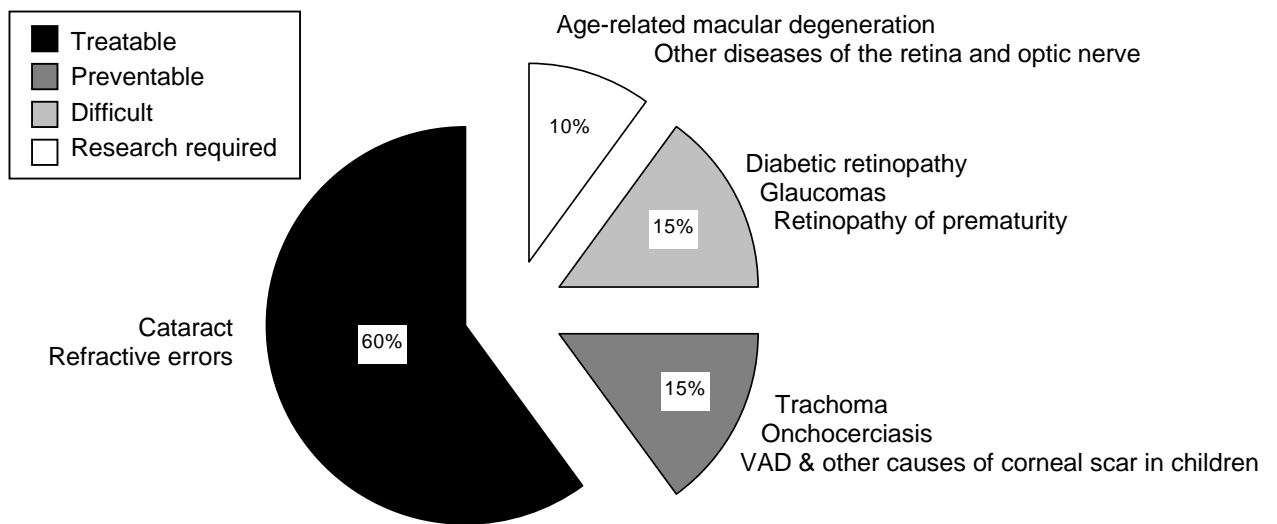 Treatable
Preventable
Difficult
Research required
Age-related macular degeneration
Other diseases of the retina and optic nerve
10%
Diabetic retinopathy
Glaucomas
Retinopathy of prematurity
15%
Cataract
Refractive errors
60%
15%
Trachoma
Onchocerciasis
VAD & other causes of corneal scar in children